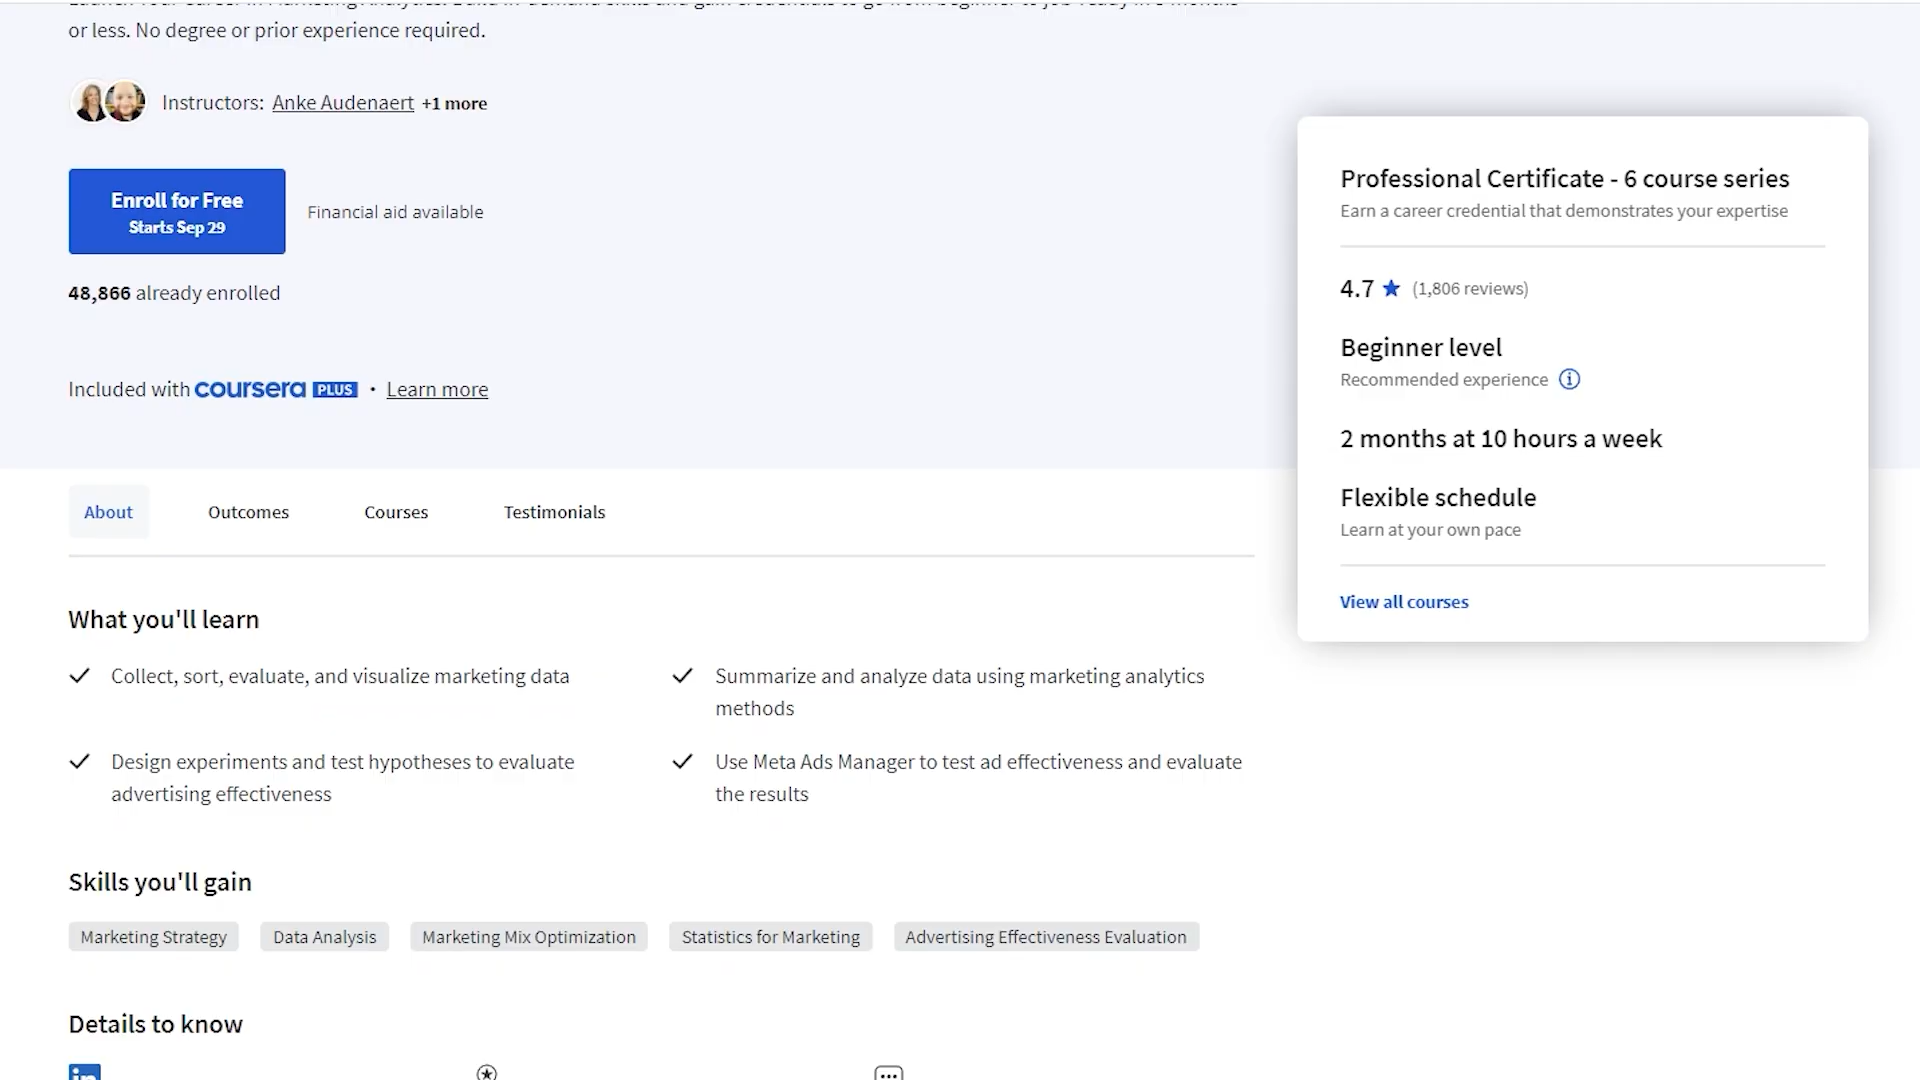 or less. No degree or prior experience required.
Instructors: Anke Audenaert +1 more
Enroll for Free
Starts Sep 29
Financial aid available
48,866 already enrolled
Included with coursera PLUS • Learn more
Professional Certificate - 6 course series
Earn a career credential that demonstrates your expertise
4.7 ★ (1,806 reviews)
Beginner level
Recommended experience
2 months at 10 hours a week
Flexible schedule
Learn at your own pace
View all courses
About
Outcomes
Courses
Testimonials
What you'll learn
Collect, sort, evaluate, and visualize marketing data
Summarize and analyze data using marketing analytics
methods
Design experiments and test hypotheses to evaluate
advertising effectiveness
Use Meta Ads Manager to test ad effectiveness and evaluate
the results
Skills you'll gain
Marketing Strategy
Data Analysis
Marketing Mix Optimization
Statistics for Marketing
Advertising Effectiveness Evaluation
Details to know
in